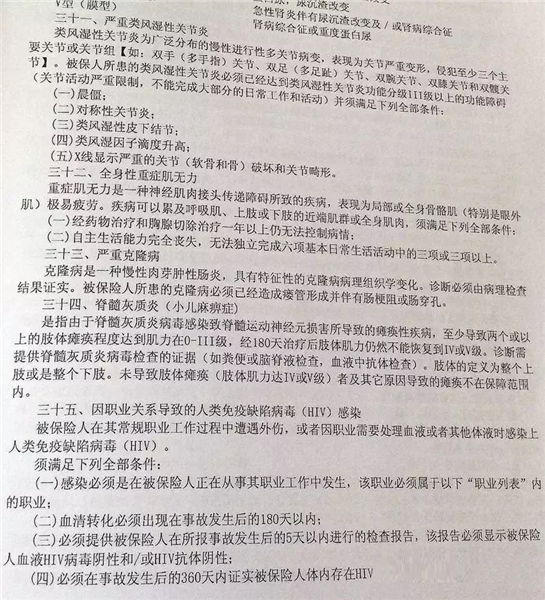 V型（膜型）
蛋白尿，尿沉渣改变
急性肾炎伴有尿沉渣改变及／或肾病综合征
肾病综合征或重度蛋白尿
三十一、严重类风湿性关节炎
类风湿性关节炎为广泛分布的慢性进行性多关节病变，表现为关节严重变形，侵犯至少三个主
要关节或关节组【如：双手（多手指）关节、双足（多足趾）关节、双腕关节、双膝关节和双髋关
节】。被保人所患的类风湿性关节炎必须已经达到类风湿性关节炎功能分级III级以上的功能障碍
（关节活动严重限制，不能完成大部分的日常工作和活动）并须满足下列全部条件：
(一)晨僵；
(二)对称性关节炎；
(三)类风湿性皮下结节；
(四)类风湿因子滴度升高；
(五)X线显示严重的关节（软骨和骨）破坏和关节畸形。
三十二、全身性重症肌无力
重症肌无力是一种神经肌肉接头传递障碍所致的疾病，表现为局部或全身骨骼肌（特别是眼外
肌）极易疲劳。疾病可以累及呼吸肌、上肢或下肢的近端肌群或全身肌肉，须满足下列全部条件：
(一)经药物治疗和胸腺切除治疗一年以上仍无法控制病情；
(二)自主生活能力完全丧失，无法独立完成六项基本日常生活活动中的三项或三项以上。
三十三、严重克隆病
克隆病是一种慢性肉芽肿性肠炎，具有特征性的克隆病病理组织学变化。诊断必须由病理检查
结果证实。被保险人所患的克隆病必须已经造成瘘管形成并伴有肠梗阻或肠穿孔。
三十四、脊髓灰质炎（小儿麻痹症）
是指由于脊髓灰质炎病毒感染致脊髓运动神经元损害所导致的瘫痪性疾病，至少导致两个或以
上的肢体瘫痪程度达到肌力在0-III级，经180天治疗后肢体肌力仍然不能恢复到IV或V级。诊断需
提供脊髓灰质炎病毒检查的证据（如粪便或脑脊液检查，血液中抗体检查）。肢体的定义为整个上
肢或是整个下肢。未导致肢体瘫痪（肢体肌力达IV或V级）者及其它原因导致的瘫痪不在保障范围
内。
三十五、因职业关系导致的人类免疫缺陷病毒（HIV）感染
被保险人在其常规职业工作过程中遭遇外伤，或者因职业需要处理血液或者其他体液时感染上
人类免疫缺陷病毒（HIV）。
须满足下列全部条件：
(一)感染必须是在被保险人正在从事其职业工作中发生，该职业必须属于以下“职业列表”内
的职业；
(二)血清转化必须出现在事故发生后的180天以内；
(三)必须提供被保险人在所报事故发生后的5天以内进行的检查报告，该报告必须显示被保险
人血液HIV病毒阴性和/或HIV抗体阴性；
(四)必须在事故发生后的360天内证实被保险人体内存在HIV